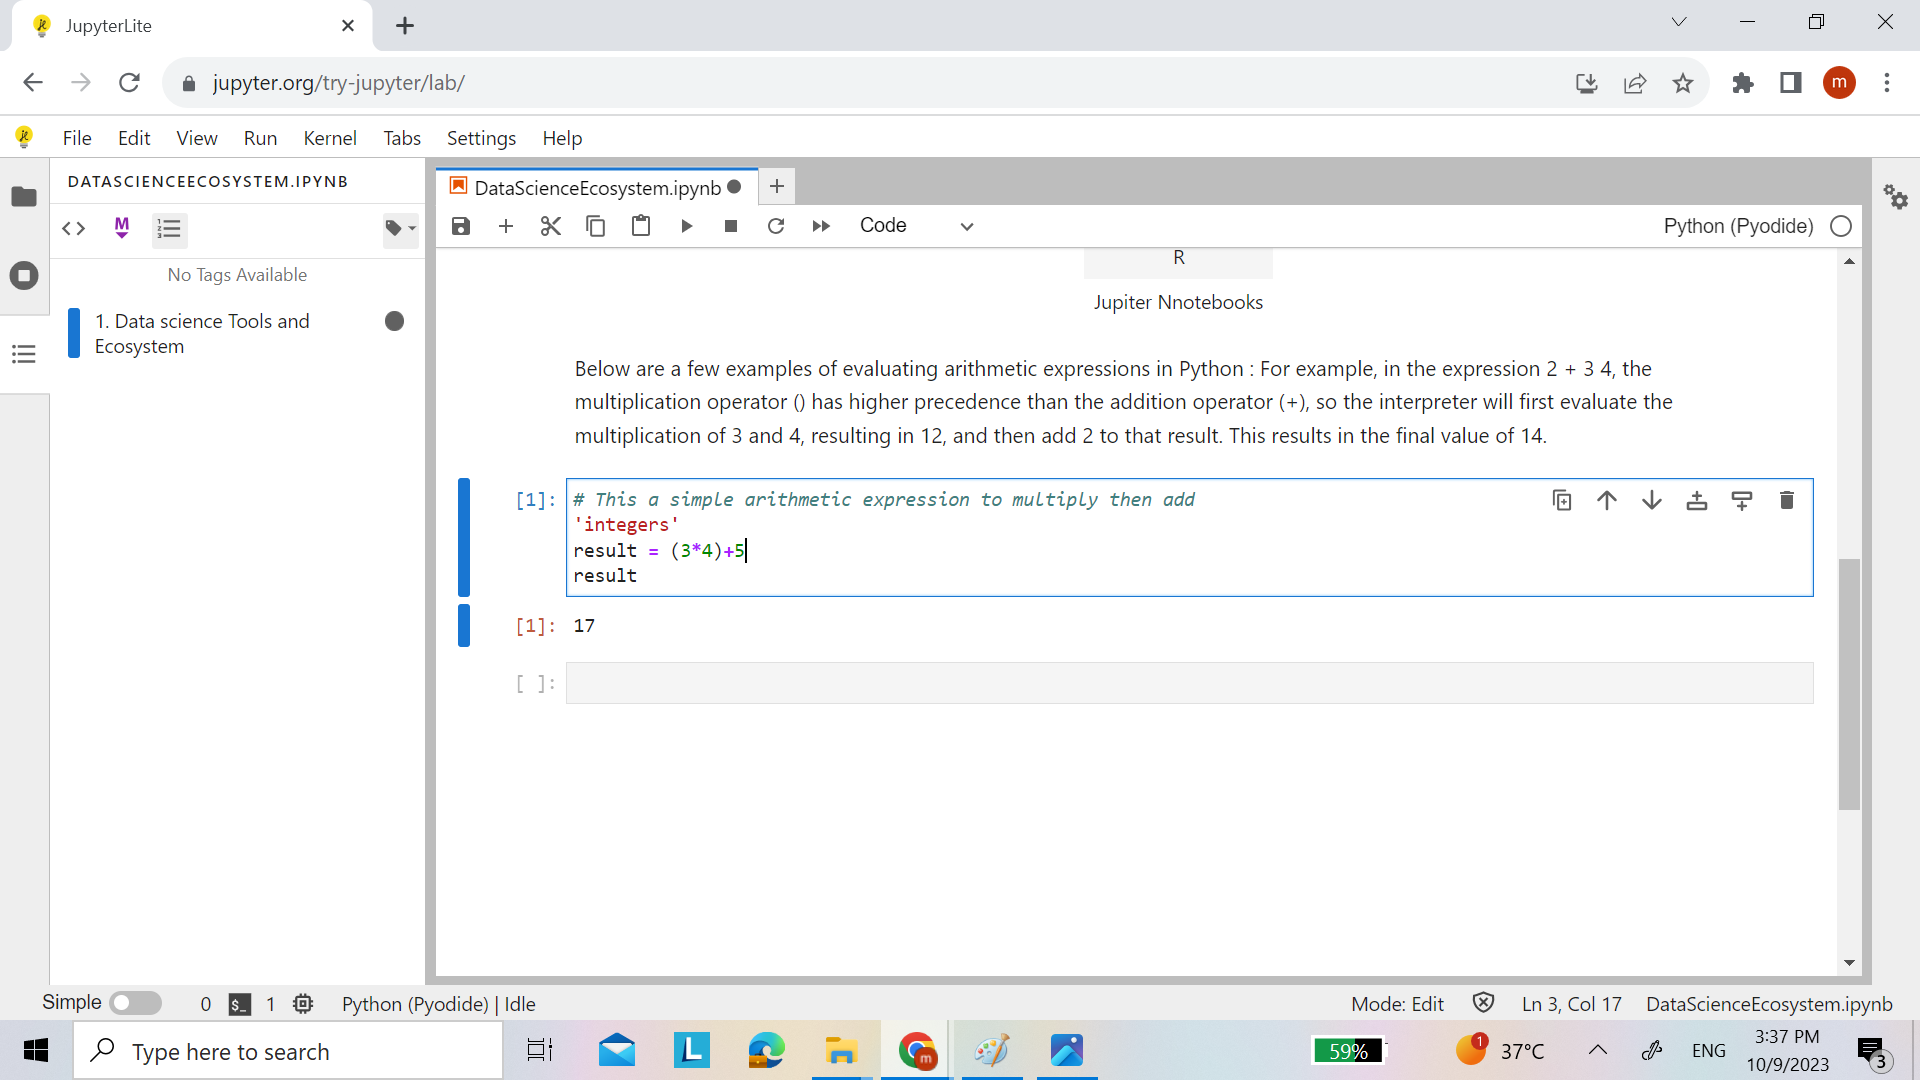 JupyterLite
jupyter.org/try-jupyter/lab/
m
File Edit View Run Kernel Tabs Settings Help
DATASCIENCEECOSYSTEM.IPYNB
DataScienceEcosystem.ipynb
M
Code
Python (Pyodide)
No Tags Available
1. Data science Tools and
Ecosystem
R
Jupiter Nnotebooks
Below are a few examples of evaluating arithmetic expressions in Python : For example, in the expression 2 + 3 4, the
multiplication operator () has higher precedence than the addition operator (+), so the interpreter will first evaluate the
multiplication of 3 and 4, resulting in 12, and then add 2 to that result. This results in the final value of 14.
[1]: # This a simple arithmetic expression to multiply then add
'integers'
result = (3*4)+5
result
[1]: 17
[ ]:
Simple 0 $_ 1 Python (Pyodide) | Idle
Mode: Edit Ln 3, Col 17 DataScienceEcosystem.ipynb
Type here to search
L
m
59%
1
37°C
ENG
3:37 PM
10/9/2023
3